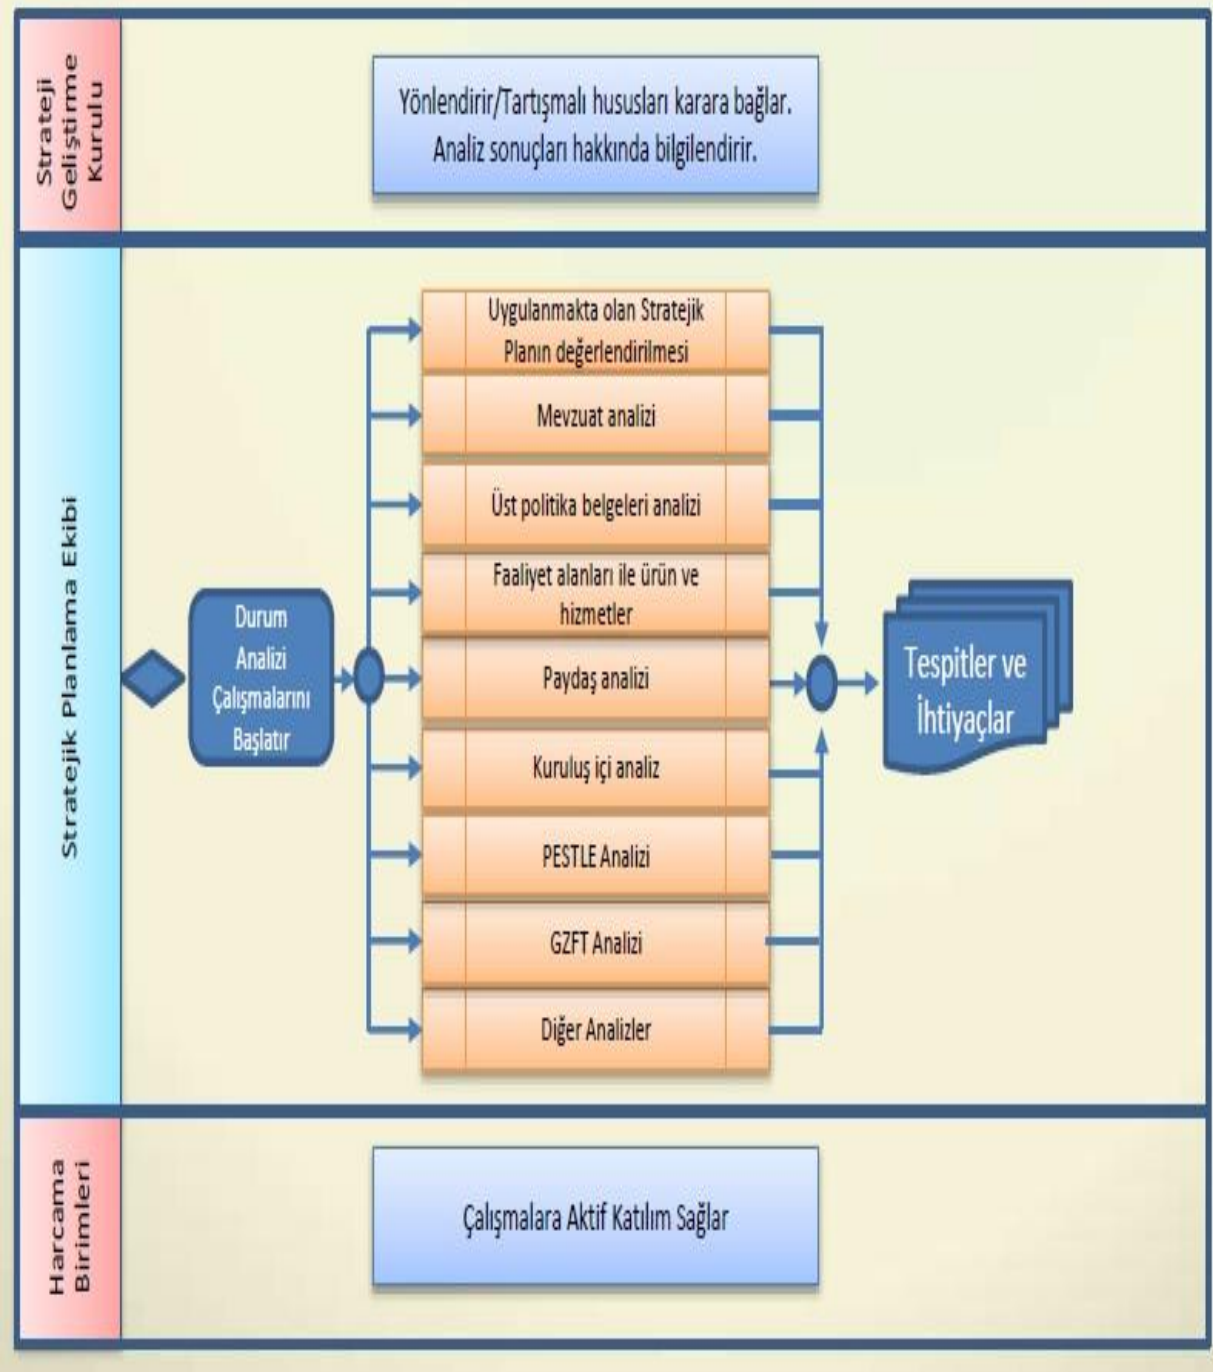 Strateji
Geliştirme
Kurulu
Yönlendirir/Tartışmalı hususları karara bağlar.
Analiz sonuçları hakkında bilgilendirir.
Stratejik Planlama Ekibi
Durum
Analizi
Çalışmalarını
Başlatır
Uygulanmakta olan Stratejik
Planın değerlendirilmesi
Mevzuat analizi
Üst politika belgeleri analizi
Faaliyet alanları ile ürün ve
hizmetler
Paydaş analizi
Kuruluş içi analiz
PESTLE Analizi
GZFT Analizi
Diğer Analizler
Tespitler ve
İhtiyaçlar
Harcama
Birimleri
Çalışmalara Aktif Katılım Sağlar